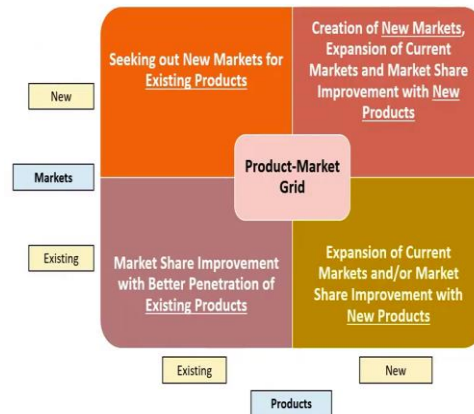 Seeking out New Markets for
Existing Products
Creation of New Markets,
Expansion of Current
Markets and Market Share
Improvement with New
Products
New
Markets
Product-Market
Grid
Existing
Market Share Improvement
with Better Penetration of
Existing Products
Expansion of Current
Markets and/or Market
Share Improvement with
New Products
Existing
New
Products